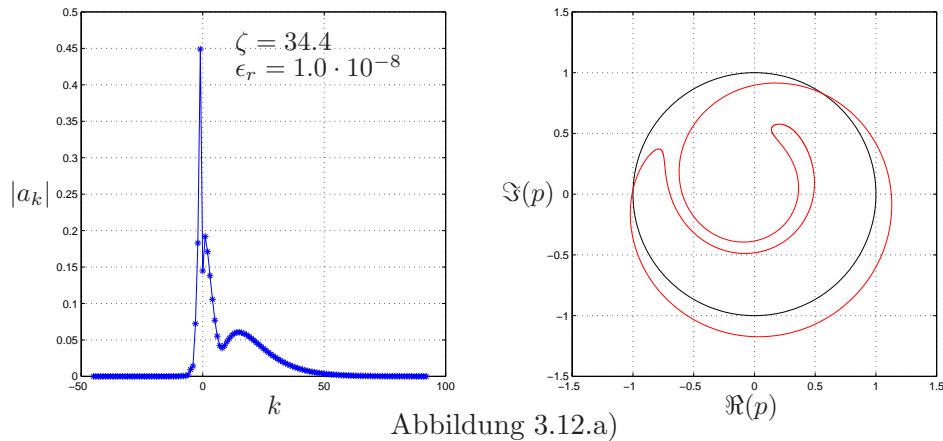 0.5
0.45
0.4
0.35
0.3
0.25
0.2
0.15
0.1
0.05
0
|a_k|
ζ = 34.4
ϵ_r = 1.0 · 10^{−8}
−50 0 50 100
k
1.5
1
0.5
0
−0.5
−1
−1.5
ℑ(p)
−1.5 −1 −0.5 0 0.5 1 1.5
ℜ(p)
Abbildung 3.12.a)